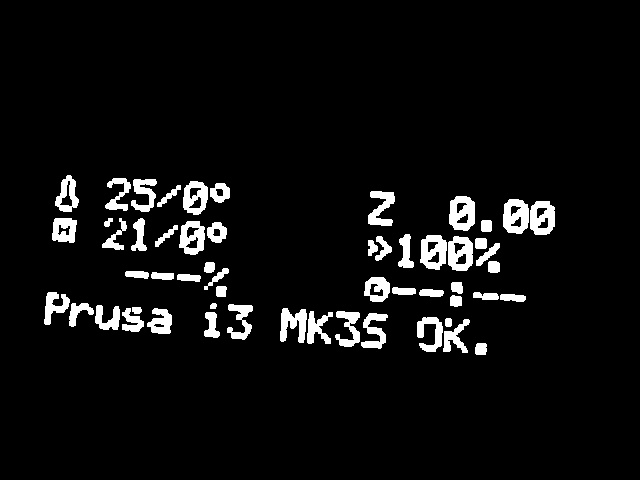 25/0° Z 0.00
21/0° »100%
---% --:--
Prusa i3 MK3S OK.